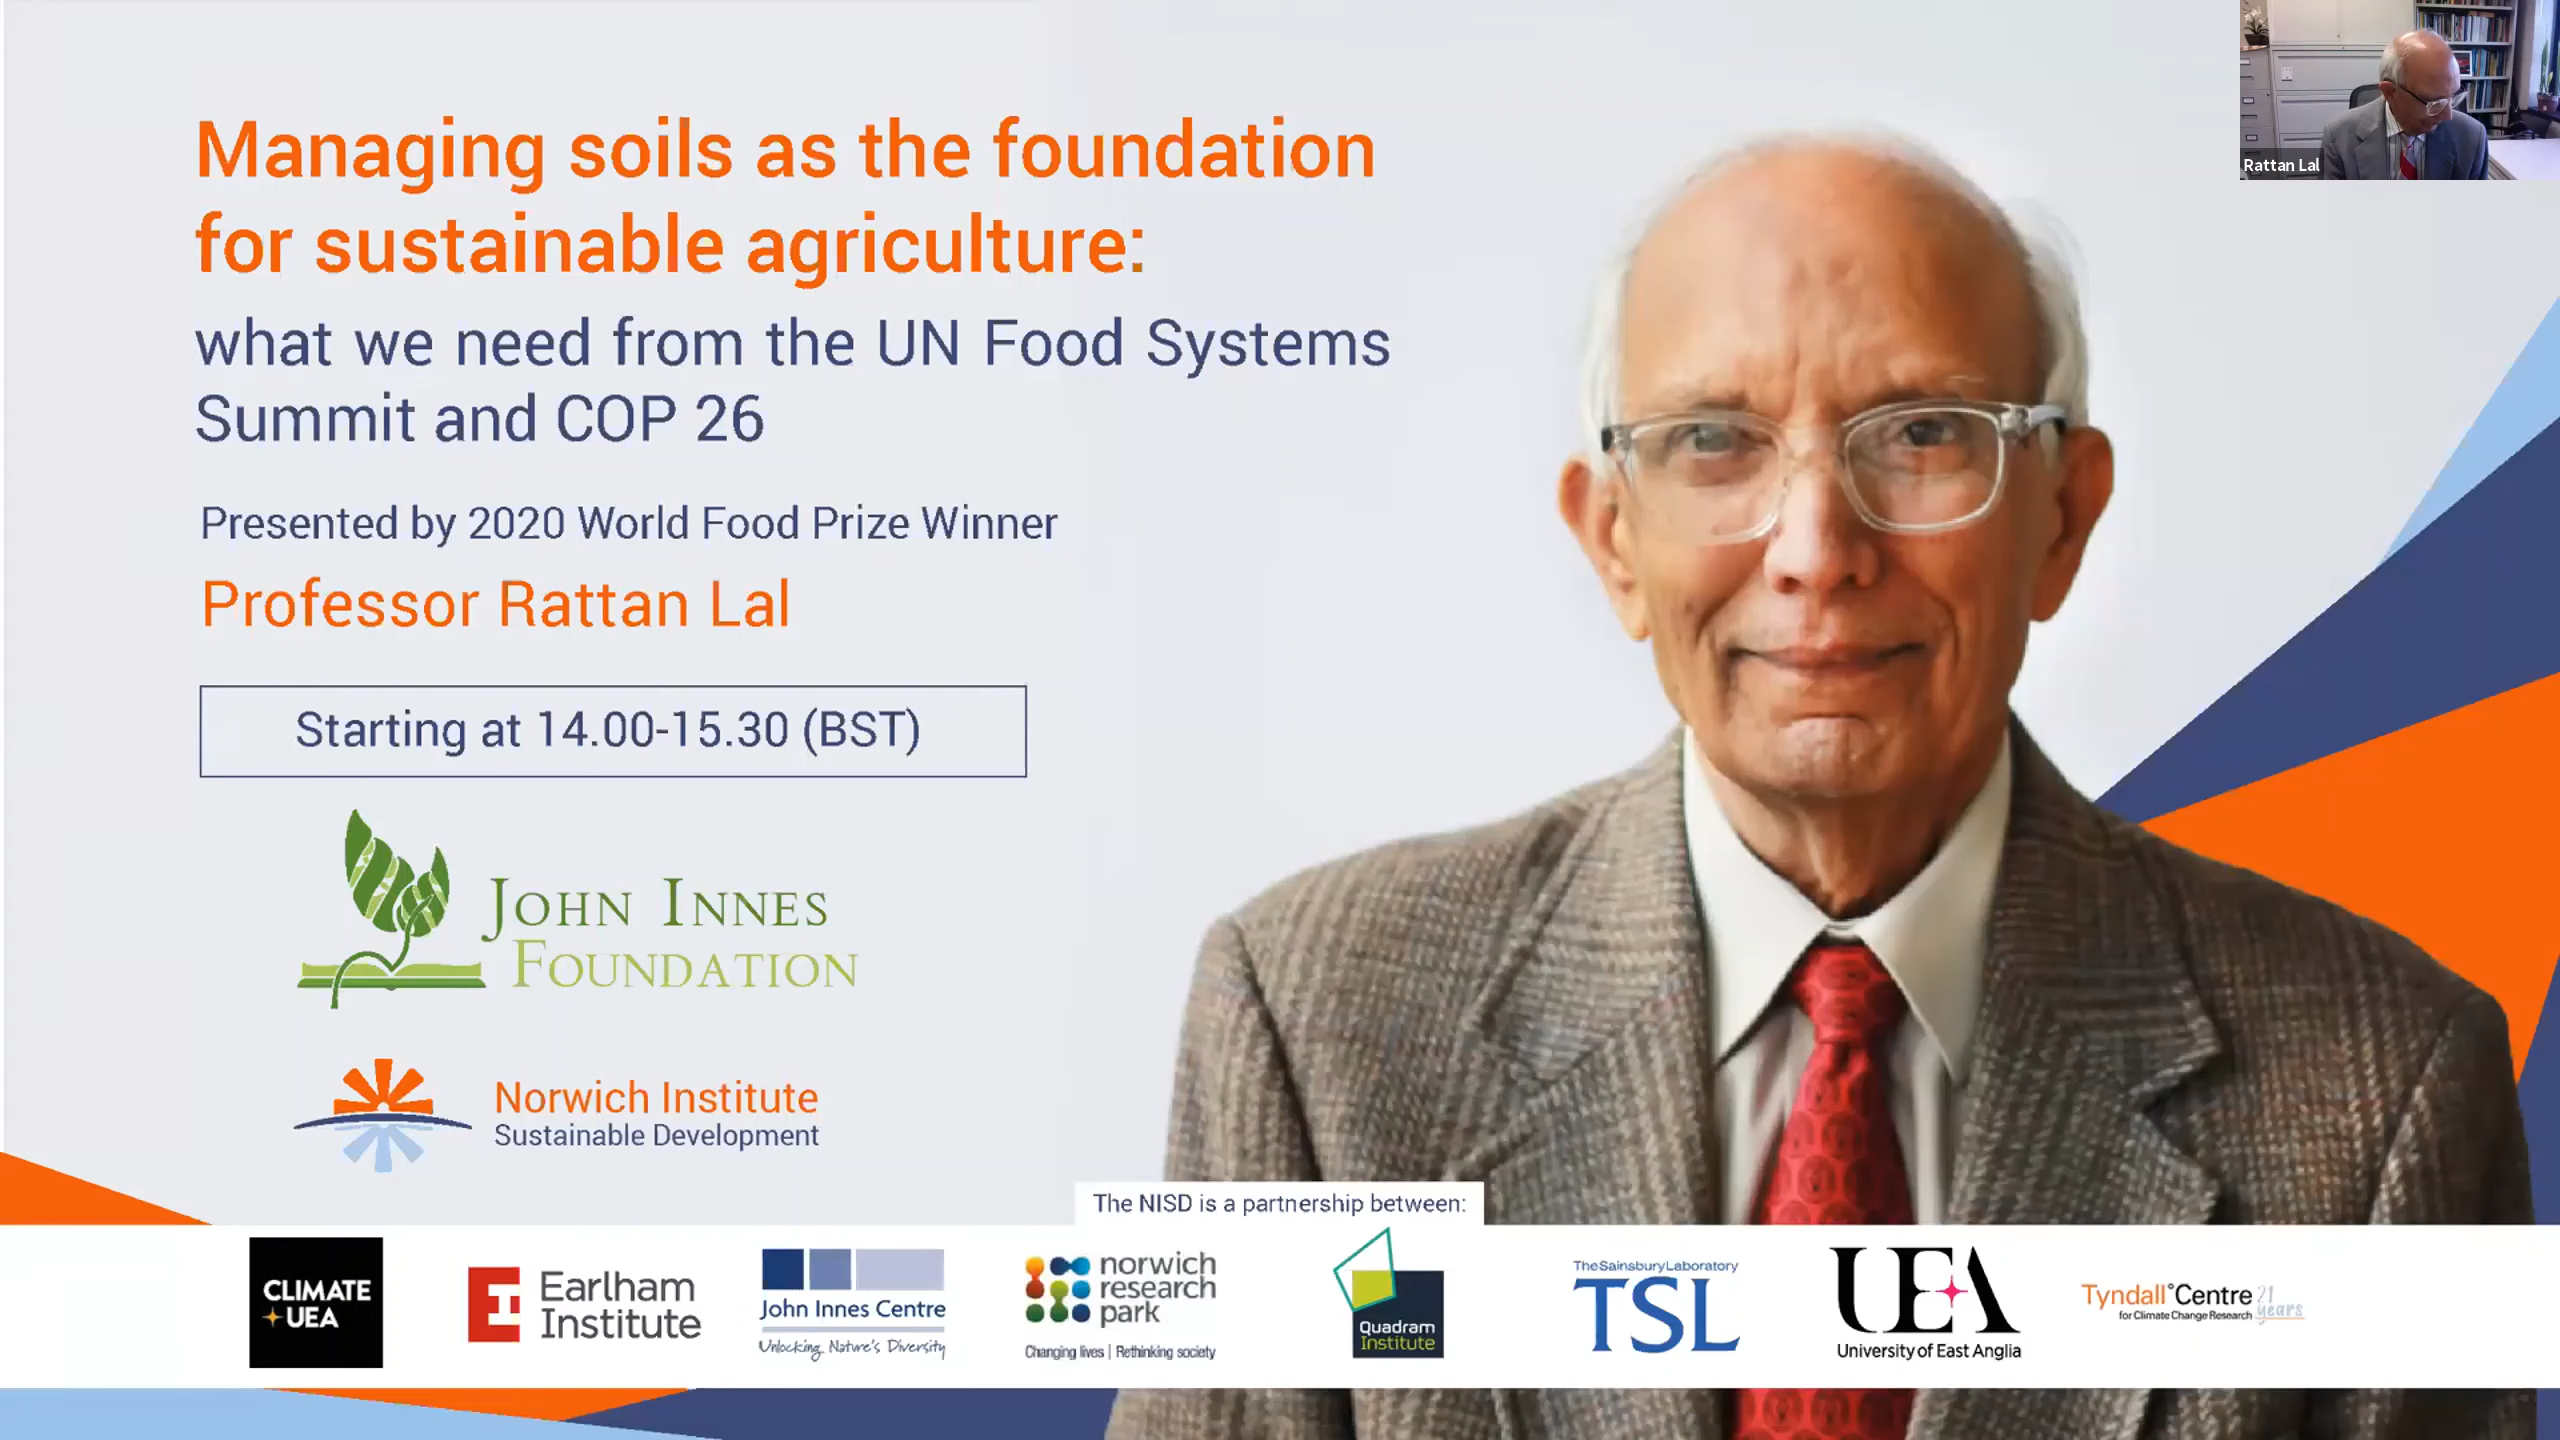 Managing soils as the foundation
for sustainable agriculture:
what we need from the UN Food Systems
Summit and COP 26
Presented by 2020 World Food Prize Winner
Professor Rattan Lal
Starting at 14.00-15.30 (BST)
JOHN INNES
FOUNDATION
Norwich Institute
Sustainable Development
Rattan Lal
The NISD is a partnership between:
CLIMATE
UEA
Earlham
Institute
John Innes Centre
Unlocking Nature's Diversity
norwich
research
park
Changing lives | Rethinking society
Quadram
Institute
The Sainsbury Laboratory
TSL
UEA
University of East Anglia
Tyndall°Centre
for Climate Change Research
21
years